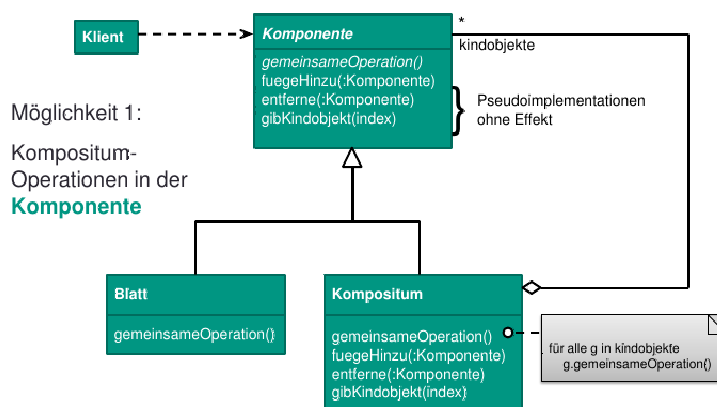 Klient
Komponente
*
kindobjekte
gemeinsameOperation()
fuegeHinzu(:Komponente)
entferne(:Komponente)
gibKindobjekt(index)
Pseudoimplementationen
ohne Effekt
Möglichkeit 1:
Kompositum-
Operationen in der
Komponente
Blatt
gemeinsameOperation()
Kompositum
gemeinsameOperation()
fuegeHinzu(:Komponente)
entferne(:Komponente)
gibKindobjekt(index)
für alle g in kindobjekte
g.gemeinsameOperation()